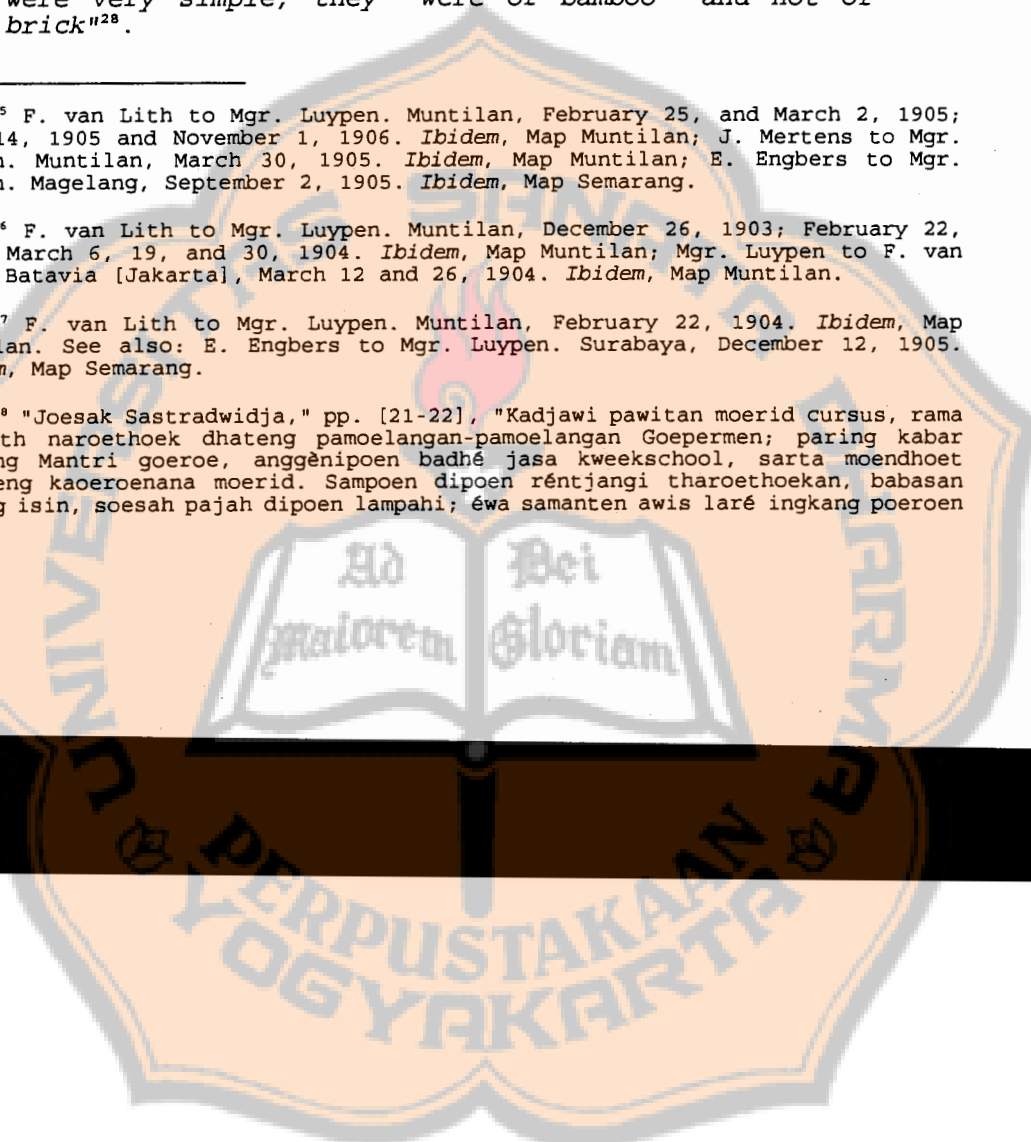 were very simple, they were of bamboo and not of
brick"²⁸.
⁵ F. van Lith to Mgr. Luypen. Muntilan, February 25, and March 2, 1905;
14, 1905 and November 1, 1906. Ibidem, Map Muntilan; J. Mertens to Mgr.
n. Muntilan, March 30, 1905. Ibidem, Map Muntilan; E. Engbers to Mgr.
n. Magelang, September 2, 1905. Ibidem, Map Semarang.
⁶ F. van Lith to Mgr. Luypen. Muntilan, December 26, 1903; February 22,
March 6, 19, and 30, 1904. Ibidem, Map Muntilan; Mgr. Luypen to F. van
Batavia [Jakarta], March 12 and 26, 1904. Ibidem, Map Muntilan.
⁷ F. van Lith to Mgr. Luypen. Muntilan, February 22, 1904. Ibidem, Map
lan. See also: E. Engbers to Mgr. Luypen. Surabaya, December 12, 1905.
m, Map Semarang.
⁸ "Joesak Sastradwidja," pp. [21-22], "Kadjawi pawitan moerid cursus, rama
th naroethoek dhateng pamoelangan-pamoelangan Goepermen; paring kabar
ng Mantri goeroe, anggènipoen badhé jasa kweekschool, sarta moendhoet
eng kaoeroenana moerid. Sampoen dipoen réntjangi tharoethoekan, babasan
g isin, soesah pajah dipoen lampahi; éwa samanten awis laré ingkang poeroen
UNIVERSITAS SANATA DHARMA
Ad Dei
maiorem Gloriam
PERPUSTAKAAN
YOGYAKARTA